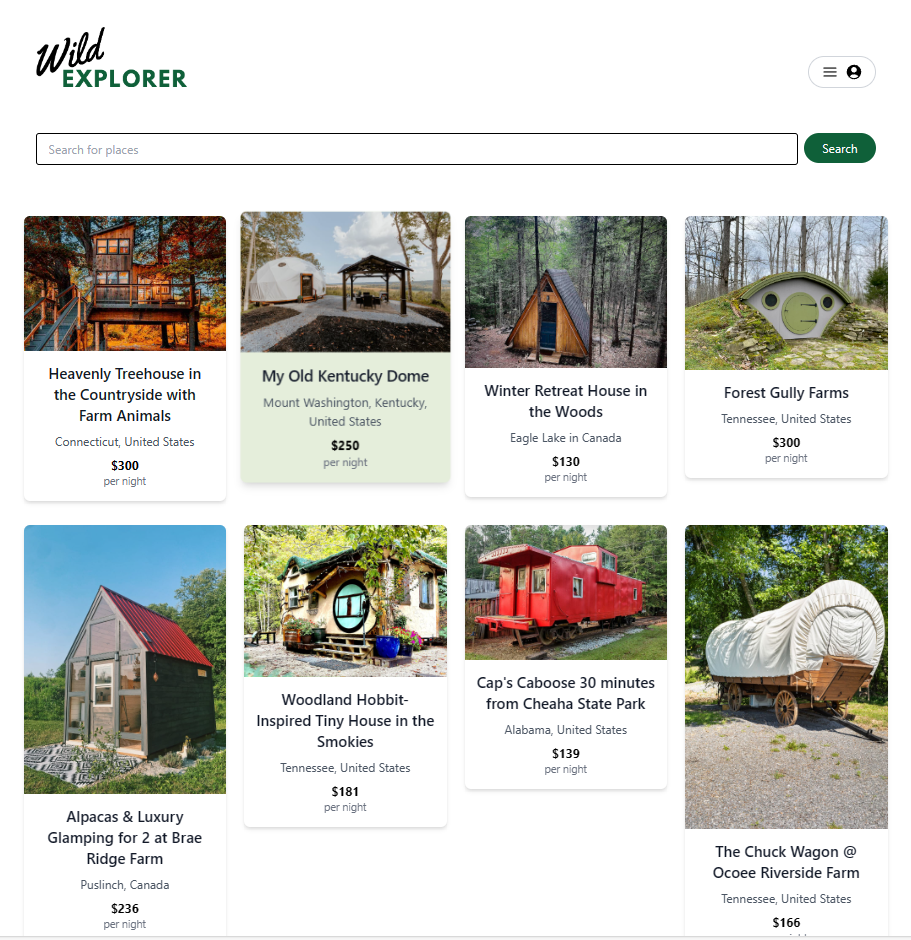 Wild
EXPLORER
Search for places
Search
Heavenly Treehouse in
the Countryside with
Farm Animals
Connecticut, United States
$300
per night
My Old Kentucky Dome
Mount Washington, Kentucky,
United States
$250
per night
Winter Retreat House in
the Woods
Eagle Lake in Canada
$130
per night
Forest Gully Farms
Tennessee, United States
$300
per night
Alpacas & Luxury
Glamping for 2 at Brae
Ridge Farm
Puslinch, Canada
$236
per night
Woodland Hobbit-
Inspired Tiny House in the
Smokies
Tennessee, United States
$181
per night
Cap's Caboose 30 minutes
from Cheaha State Park
Alabama, United States
$139
per night
The Chuck Wagon @
Ocoee Riverside Farm
Tennessee, United States
$166